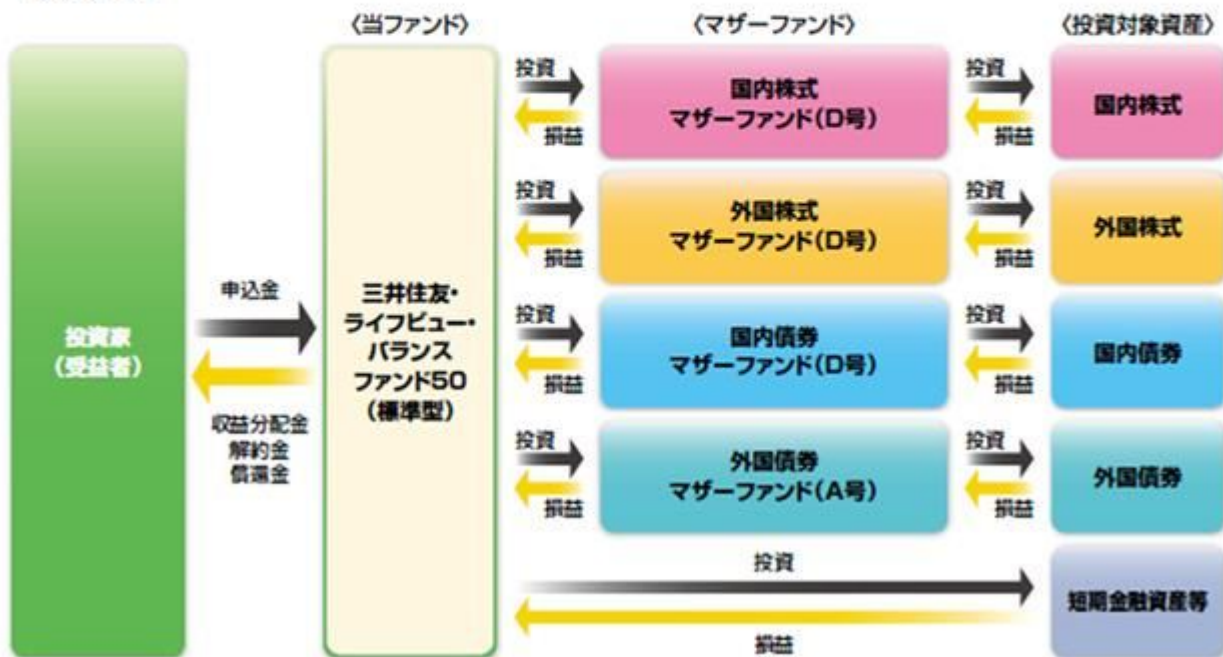 〈当ファンド〉
〈マザーファンド〉
〈投資対象資産〉
投資家
（受益者）
申込金
収益分配金
解約金
償還金
三井住友・
ライフビュー・
バランス
ファンド50
（標準型）
投資
損益
国内株式
マザーファンド（D号）
投資
損益
国内株式
投資
損益
外国株式
マザーファンド（D号）
投資
損益
外国株式
投資
損益
国内債券
マザーファンド（D号）
投資
損益
国内債券
投資
損益
外国債券
マザーファンド（A号）
投資
損益
外国債券
投資
損益
短期金融資産等